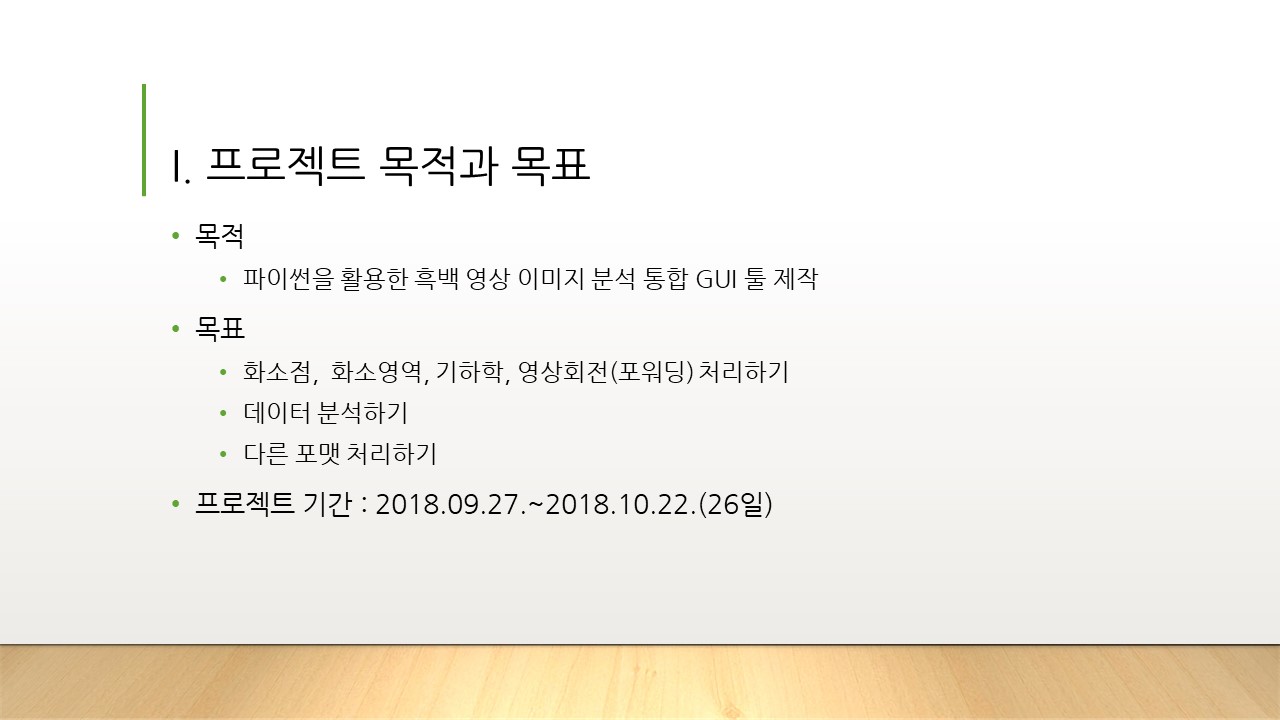 I. 프로젝트 목적과 목표
• 목적
• 파이썬을 활용한 흑백 영상 이미지 분석 통합 GUI 툴 제작
• 목표
• 화소점, 화소영역, 기하학, 영상회전(포워딩) 처리하기
• 데이터 분석하기
• 다른 포맷 처리하기
• 프로젝트 기간 : 2018.09.27.~2018.10.22.(26일)